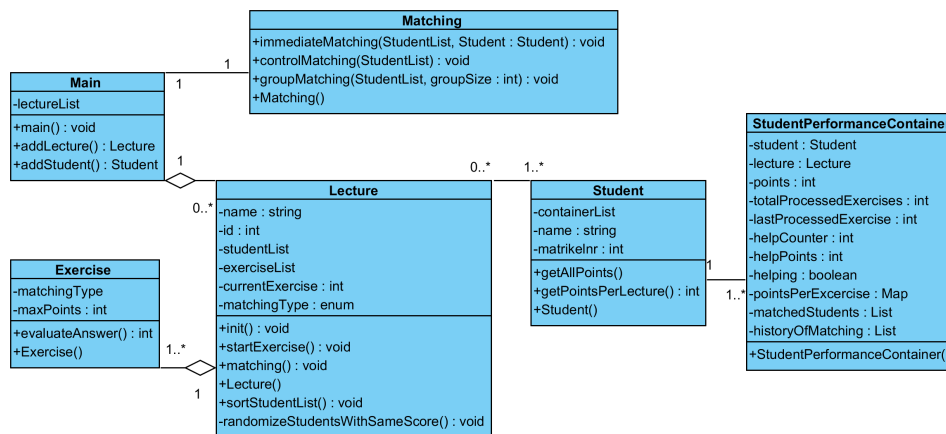 Matching
+immediateMatching(StudentList, Student : Student) : void
+controlMatching(StudentList) : void
+groupMatching(StudentList, groupSize : int) : void
+Matching()
1
1
Main
-lectureList
+main() : void
+addLecture() : Lecture
+addStudent() : Student
1
0..*
Lecture
-name : string
-id : int
-studentList
-exerciseList
-currentExercise : int
-matchingType : enum
+init() : void
+startExercise() : void
+matching() : void
+Lecture()
+sortStudentList() : void
-randomizeStudentsWithSameScore() : void
0..*
1..*
Student
-containerList
-name : string
-matrikelnr : int
+getAllPoints()
+getPointsPerLecture() : int
+Student()
1
1..*
StudentPerformanceContainer
-student : Student
-lecture : Lecture
-points : int
-totalProcessedExercises : int
-lastProcessedExercise : int
-helpCounter : int
-helpPoints : int
-helping : boolean
-pointsPerExcercise : Map
-matchedStudents : List
-historyOfMatching : List
+StudentPerformanceContainer()
Exercise
-matchingType
-maxPoints : int
+evaluateAnswer() : int
+Exercise()
1..*
1